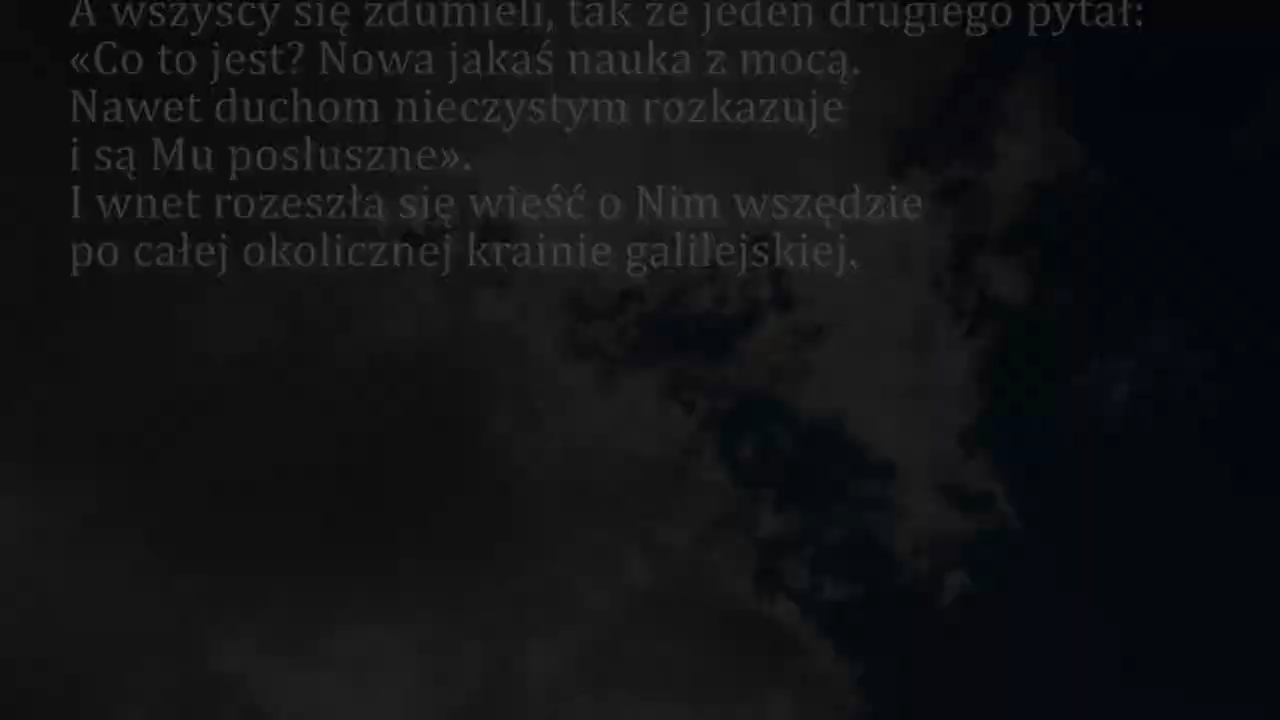 A wszyscy się zdumieli, tak że jeden drugiego pytał:
«Co to jest? Nowa jakaś nauka z mocą.
Nawet duchom nieczystym rozkazuje
i są Mu posłuszne».
I wnet rozeszła się wieść o Nim wszędzie
po całej okolicznej krainie galilejskiej.